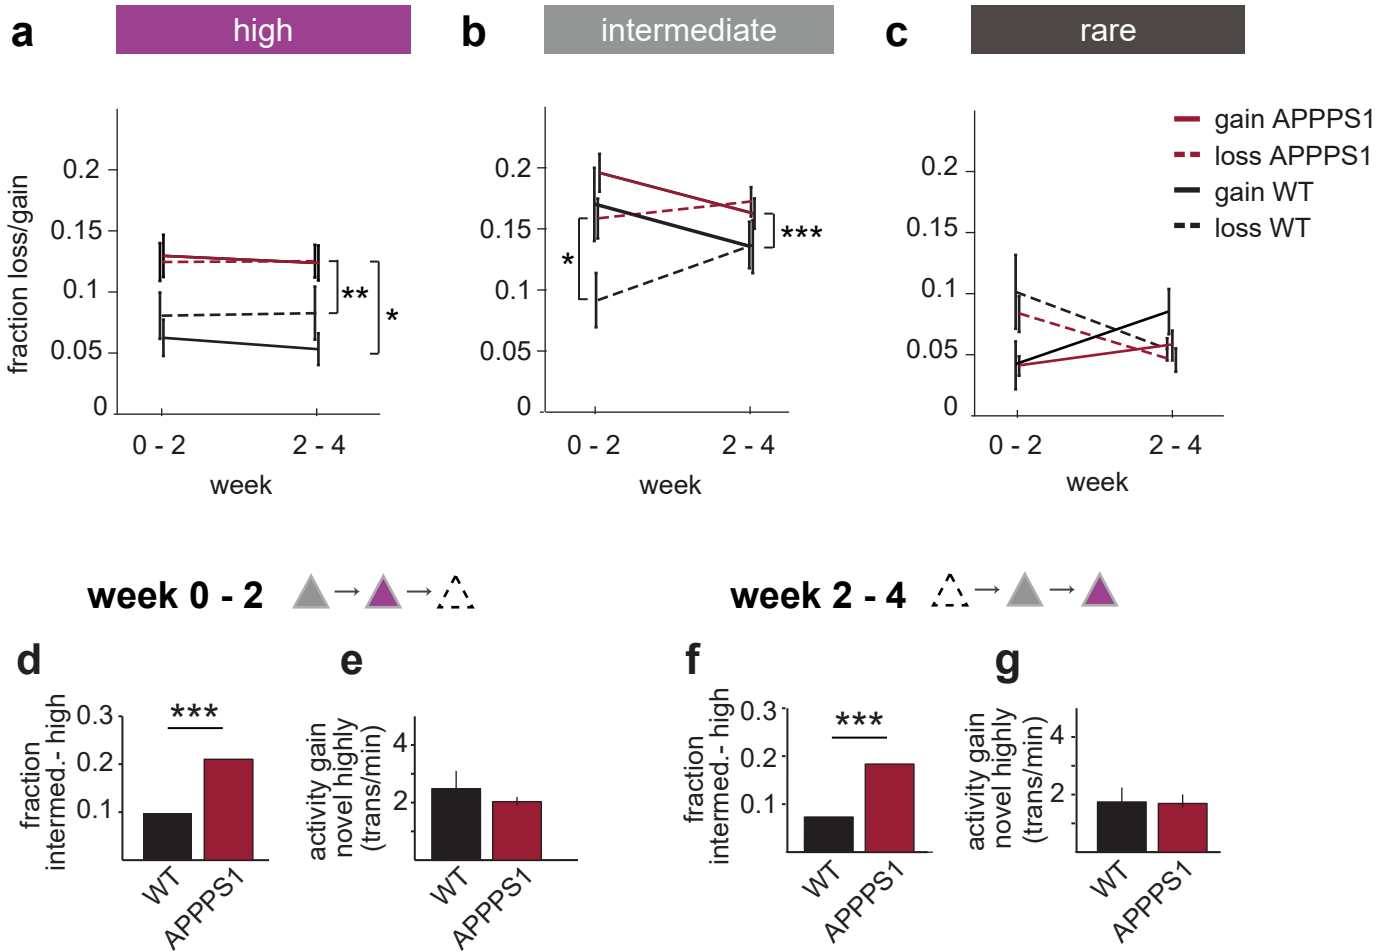 a
high
b
intermediate
c
rare
fraction loss/gain
0.2
0.15
0.1
0.05
0
0 - 2
2 - 4
week
**
*
0.2
0.15
0.1
0.05
0
0 - 2
2 - 4
week
*
***
0.2
0.15
0.1
0.05
0
0 - 2
2 - 4
week
gain APPPS1
loss APPPS1
gain WT
loss WT
week 0 - 2
week 2 - 4
d
fraction
intermed.- high
0.3
0.2
0.1
***
WT
APPPS1
e
activity gain
novel highly
(trans/min)
4
2
WT
APPPS1
f
fraction
intermed.- high
0.3
0.2
0.1
***
WT
APPPS1
g
activity gain
novel highly
(trans/min)
4
2
WT
APPPS1